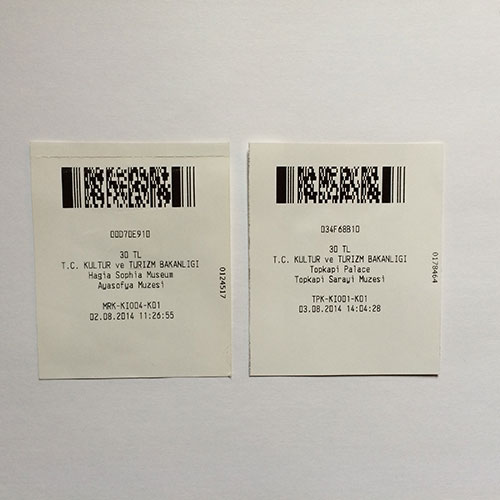 00D70E910
30 TL
T.C. KULTUR ve TURIZM BAKANLIGI
Hagia Sophia Museum
Ayasofya Muzesi
MRK-KI004-K01
02.08.2014 11:26:55
0124517
034F68B10
30 TL
T.C. KULTUR ve TURIZM BAKANLIGI
Topkapi Palace
Topkapi Sarayi Muzesi
TPK-KI001-K01
03.08.2014 14:04:28
0178464